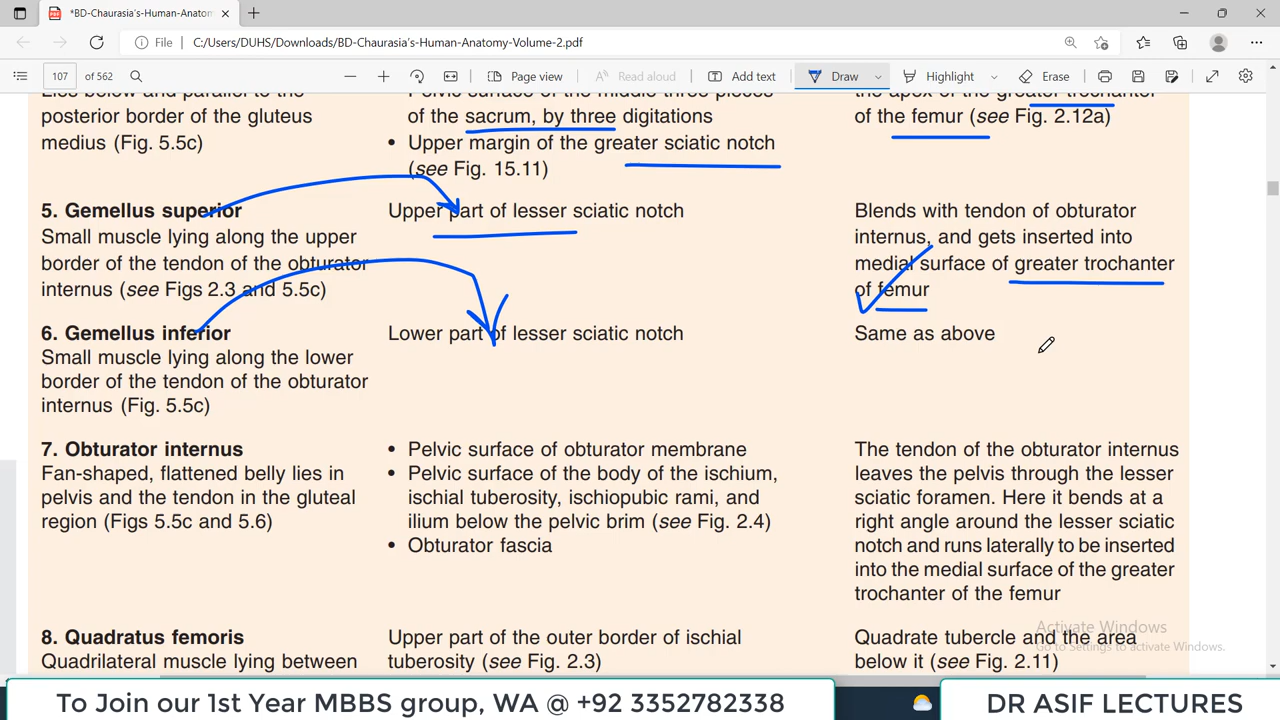 *BD-Chaurasia's-Human-Anatom
File C:/Users/DUHS/Downloads/BD-Chaurasia's-Human-Anatomy-Volume-2.pdf
107 of 562 Page view Read aloud Add text Draw Highlight Erase
Lies below and parallel to the
posterior border of the gluteus
medius (Fig. 5.5c)
Pelvic surface of the middle three pieces
of the sacrum, by three digitations
• Upper margin of the greater sciatic notch
(see Fig. 15.11)
the apex of the greater trochanter
of the femur (see Fig. 2.12a)
5. Gemellus superior
Small muscle lying along the upper
border of the tendon of the obturator
internus (see Figs 2.3 and 5.5c)
Upper part of lesser sciatic notch
Blends with tendon of obturator
internus, and gets inserted into
medial surface of greater trochanter
of femur
6. Gemellus inferior
Small muscle lying along the lower
border of the tendon of the obturator
internus (Fig. 5.5c)
Lower part of lesser sciatic notch
Same as above
7. Obturator internus
Fan-shaped, flattened belly lies in
pelvis and the tendon in the gluteal
region (Figs 5.5c and 5.6)
• Pelvic surface of obturator membrane
• Pelvic surface of the body of the ischium,
ischial tuberosity, ischiopubic rami, and
ilium below the pelvic brim (see Fig. 2.4)
• Obturator fascia
The tendon of the obturator internus
leaves the pelvis through the lesser
sciatic foramen. Here it bends at a
right angle around the lesser sciatic
notch and runs laterally to be inserted
into the medial surface of the greater
trochanter of the femur
8. Quadratus femoris
Quadrilateral muscle lying between
Upper part of the outer border of ischial
tuberosity (see Fig. 2.3)
Quadrate tubercle and the area
below it (see Fig. 2.11)
Activate Windows
Go to Settings to activate Windows.
To Join our 1st Year MBBS group, WA @ +92 3352782338
DR ASIF LECTURES